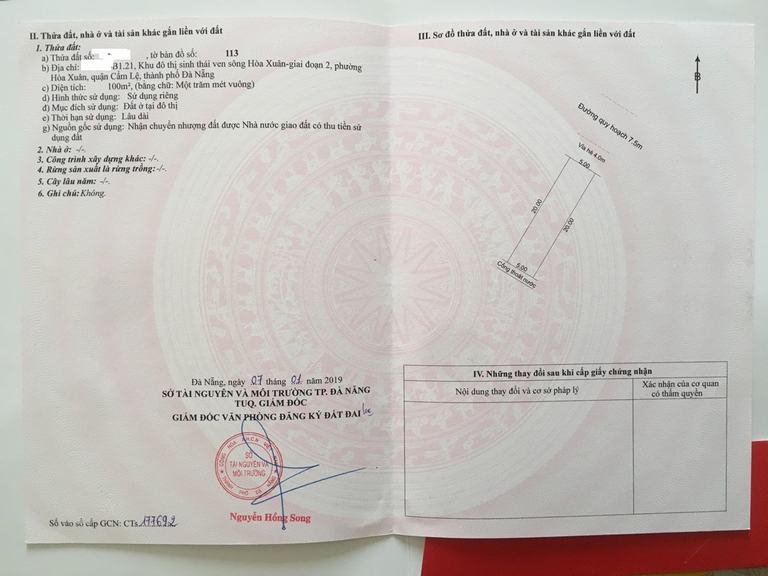 II. Thửa đất, nhà ở và tài sản khác gắn liền với đất
1. Thửa đất:
a) Thửa đất số: , tờ bản đồ số: 113
b) Địa chỉ: B1.21, Khu đô thị sinh thái ven sông Hòa Xuân-giai đoạn 2, phường
Hòa Xuân, quận Cẩm Lệ, thành phố Đà Nẵng
c) Diện tích: 100m², (bằng chữ: Một trăm mét vuông)
d) Hình thức sử dụng: Sử dụng riêng
đ) Mục đích sử dụng: Đất ở tại đô thị
e) Thời hạn sử dụng: Lâu dài
g) Nguồn gốc sử dụng: Nhận chuyển nhượng đất được Nhà nước giao đất có thu tiền sử
dụng đất
2. Nhà ở: -/-.
3. Công trình xây dựng khác: -/-.
4. Rừng sản xuất là rừng trồng: -/-.
5. Cây lâu năm: -/-.
6. Ghi chú: Không.
Đà Nẵng, ngày 07 tháng 01 năm 2019
SỞ TÀI NGUYÊN VÀ MÔI TRƯỜNG TP. ĐÀ NẴNG
TUQ. GIÁM ĐỐC
GIÁM ĐỐC VĂN PHÒNG ĐĂNG KÝ ĐẤT ĐAI
SỞ
TÀI NGUYÊN VÀ
MÔI TRƯỜNG
THÀNH PHỐ ĐÀ NẴNG
Nguyễn Hồng Song
Số vào sổ cấp GCN: CTs 177692
III. Sơ đồ thửa đất, nhà ở và tài sản khác gắn liền với đất
B
Đường quy hoạch 7.5m
Vỉa hè 4.0m
5.00
20.00
20.00
5.00
Cống thoát nước
IV. Những thay đổi sau khi cấp giấy chứng nhận
Nội dung thay đổi và cơ sở pháp lý
Xác nhận của cơ quan
có thẩm quyền